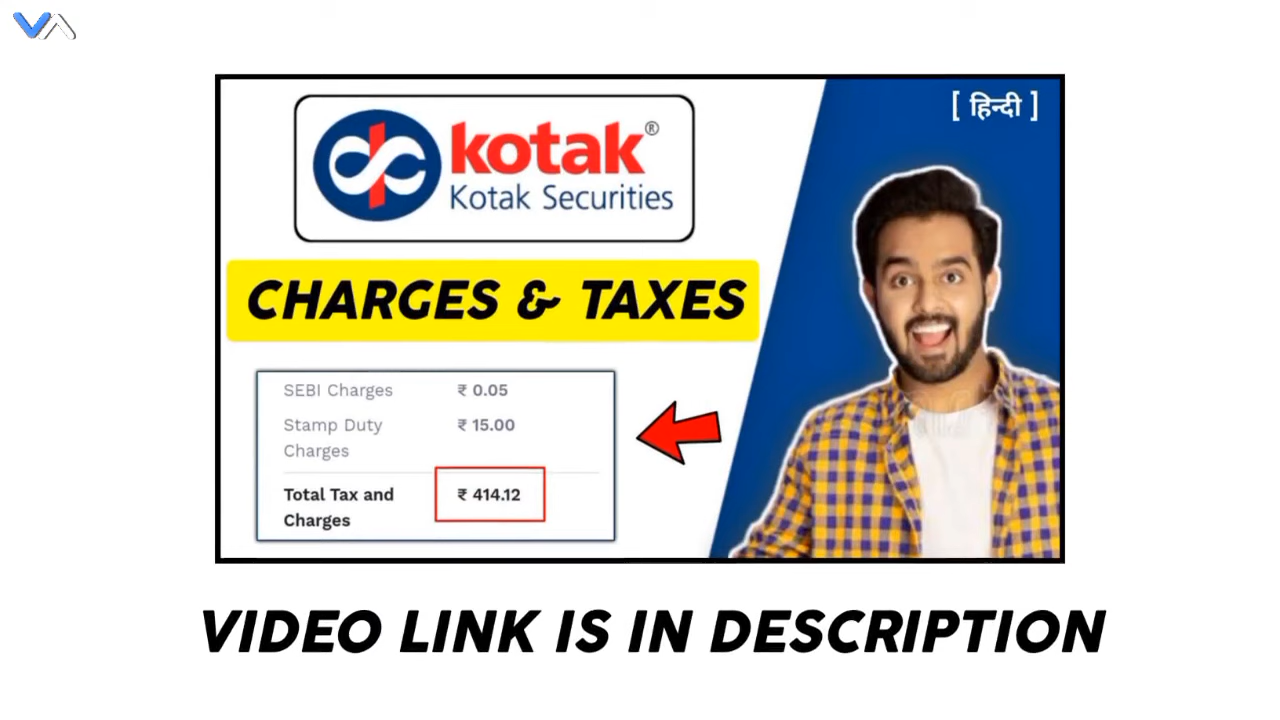 VA
[ हिन्दी ]
kotak®
Kotak Securities
CHARGES & TAXES
SEBI Charges ₹ 0.05
Stamp Duty ₹ 15.00
Charges
Total Tax and ₹ 414.12
Charges
VIDEO LINK IS IN DESCRIPTION